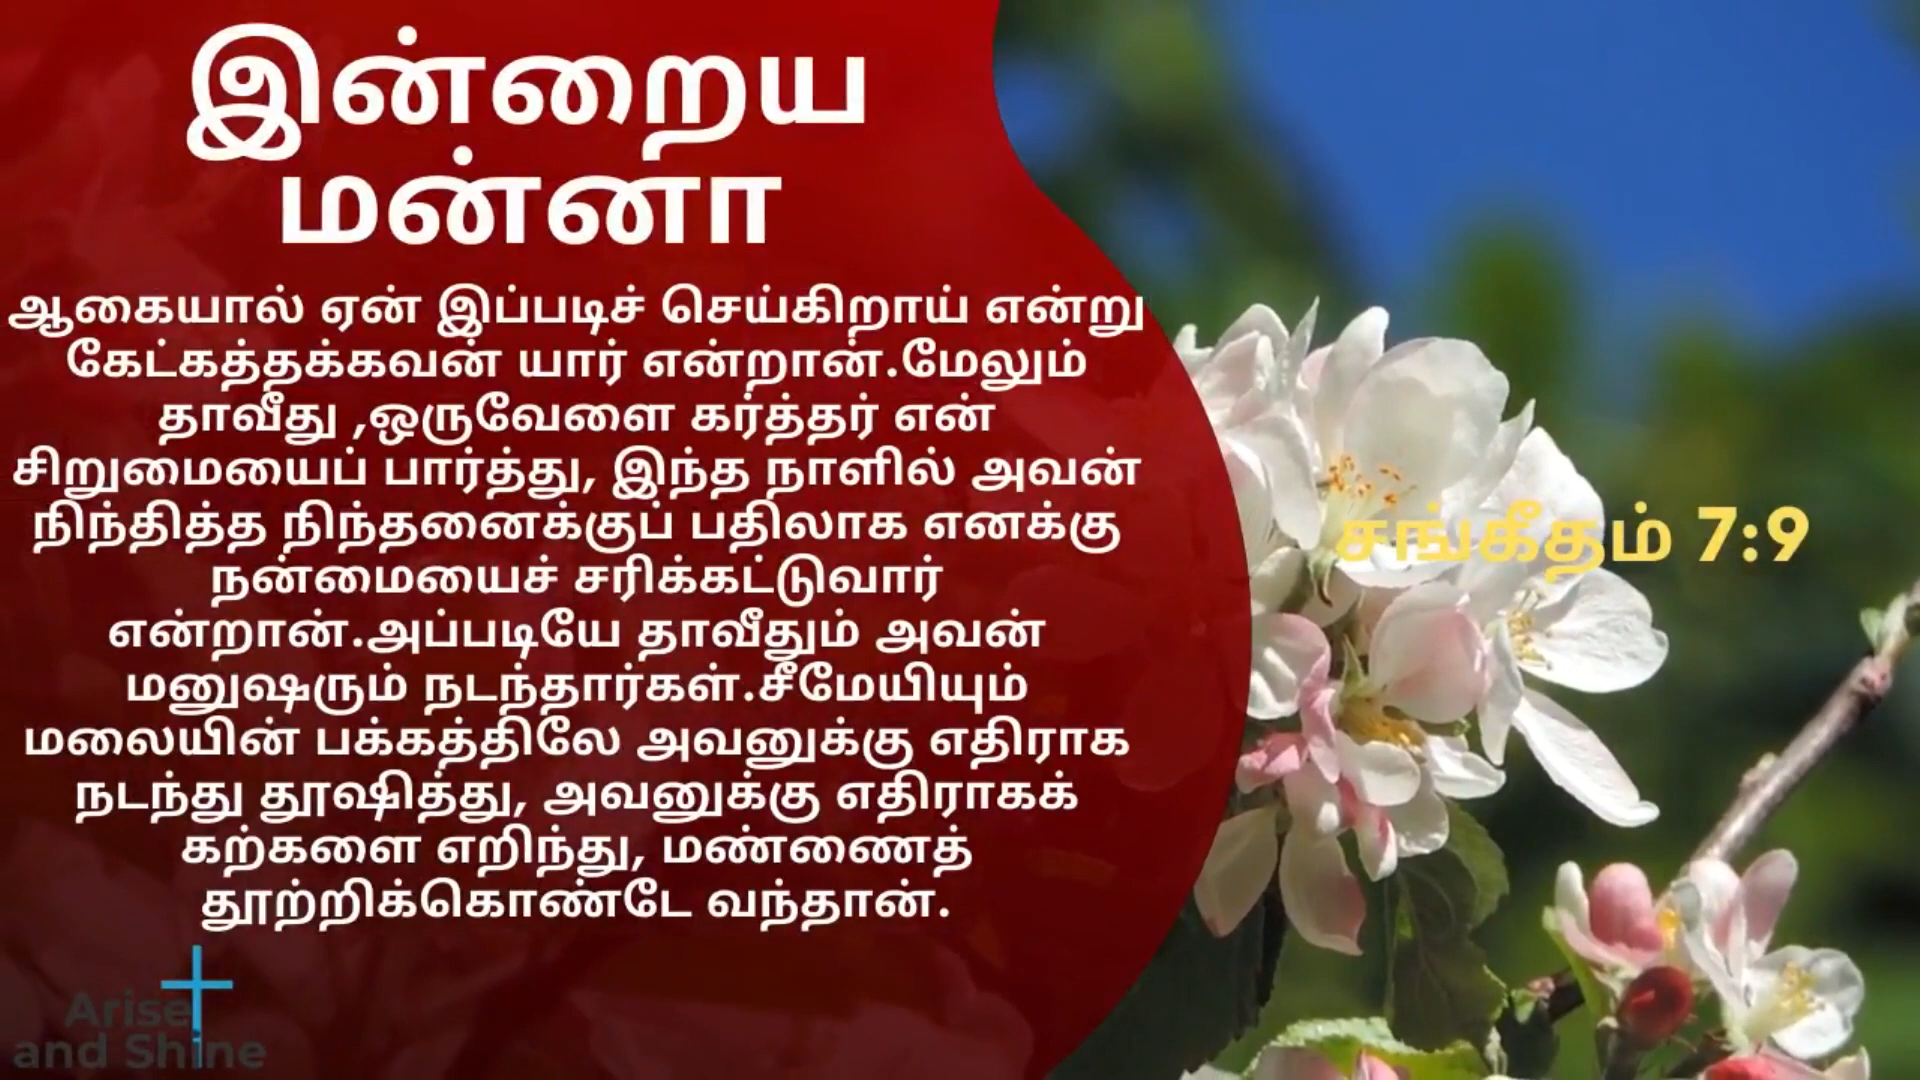 இன்றைய
மன்னா
ஆகையால் ஏன் இப்படிச் செய்கிறாய் என்று
கேட்கத்தக்கவன் யார் என்றான்.மேலும்
தாவீது ,ஒருவேளை கர்த்தர் என்
சிறுமையைப் பார்த்து, இந்த நாளில் அவன்
நிந்தித்த நிந்தனைக்குப் பதிலாக எனக்கு
நன்மையைச் சரிக்கட்டுவார்
என்றான்.அப்படியே தாவீதும் அவன்
மனுஷரும் நடந்தார்கள்.சீமேயியும்
மலையின் பக்கத்திலே அவனுக்கு எதிராக
நடந்து தூஷித்து, அவனுக்கு எதிராகக்
கற்களை எறிந்து, மண்ணைத்
தூற்றிக்கொண்டே வந்தான்.
சங்கீதம் 7:9
Arise
and Shine